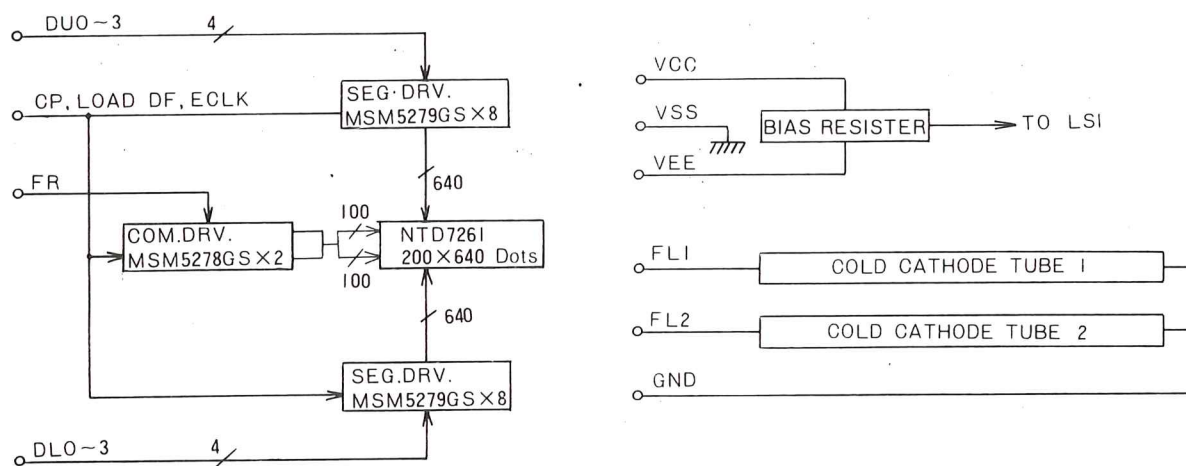 DU0~3
4
CP, LOAD DF, ECLK
SEG·DRV.
MSM5279GS×8
640
FR
COM.DRV.
MSM5278GS×2
100
100
NTD7261
200×640 Dots
640
SEG.DRV.
MSM5279GS×8
DL0~3
4
VCC
VSS
BIAS RESISTER
TO LSI
VEE
FL1
COLD CATHODE TUBE 1
FL2
COLD CATHODE TUBE 2
GND